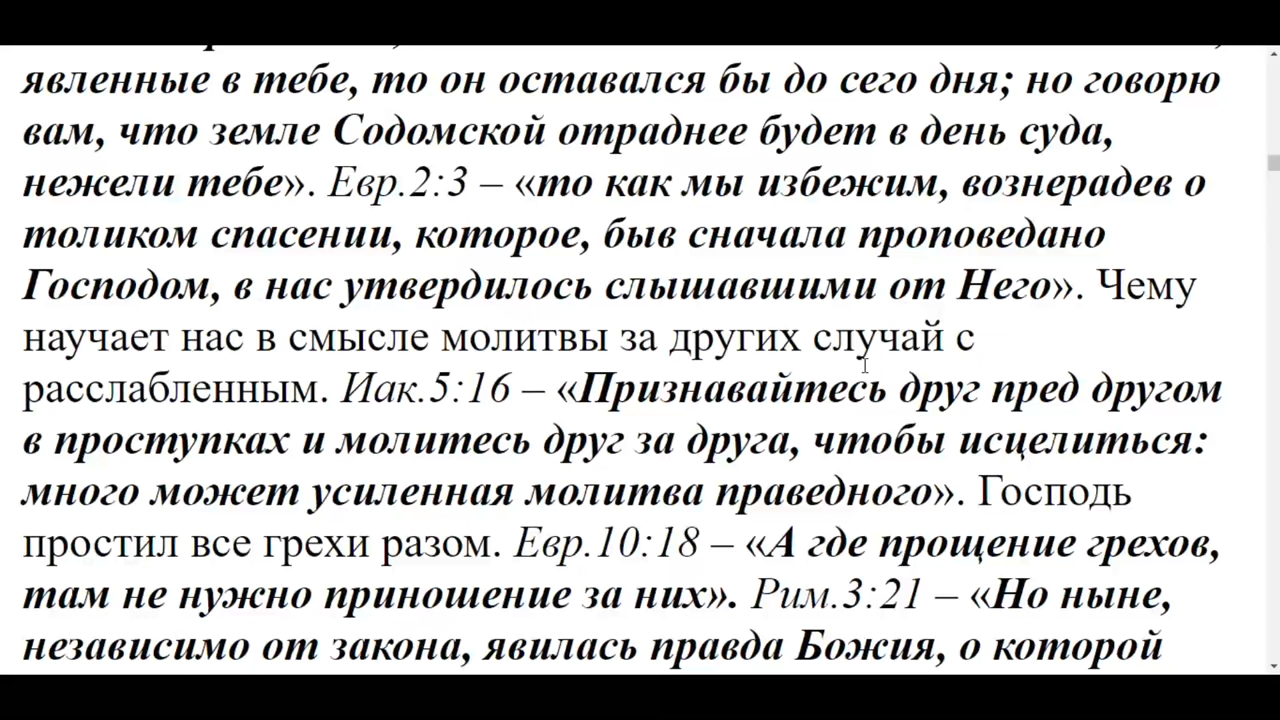 явленные в тебе, то он оставался бы до сего дня; но говорю
вам, что земле Содомской отраднее будет в день суда,
нежели тебе». Евр.2:3 – «то как мы избежим, вознерадев о
толиком спасении, которое, быв сначала проповедано
Господом, в нас утвердилось слышавшими от Него». Чему
научает нас в смысле молитвы за других случай с
расслабленным. Иак.5:16 – «Признавайтесь друг пред другом
в проступках и молитесь друг за друга, чтобы исцелиться:
много может усиленная молитва праведного». Господь
простил все грехи разом. Евр.10:18 – «А где прощение грехов,
там не нужно приношение за них». Рим.3:21 – «Но ныне,
независимо от закона, явилась правда Божия, о которой